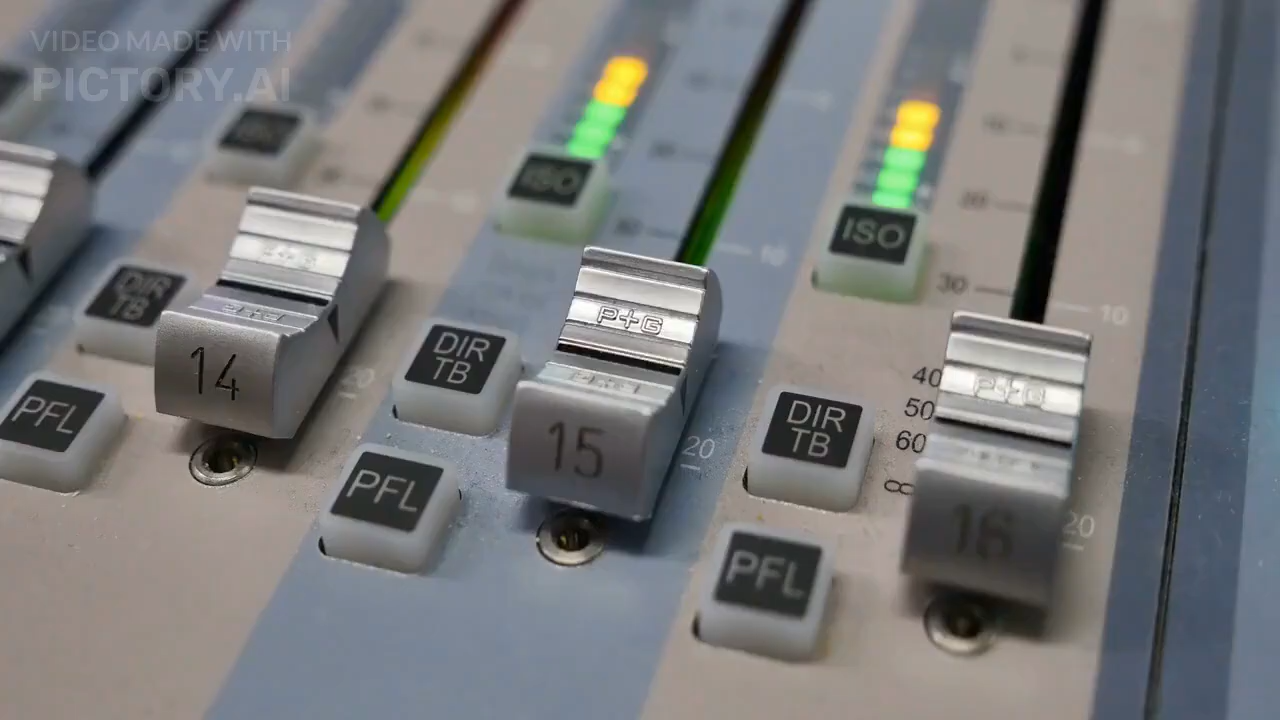 VIDEO MADE WITH
PICTORY.AI
ISO
ISO
30
10
10
P+G
P+G
P+G
DIR
TB
DIR
TB
DIR
TB
14
15
16
20
20
20
40
50
60
∞
PFL
PFL
PFL